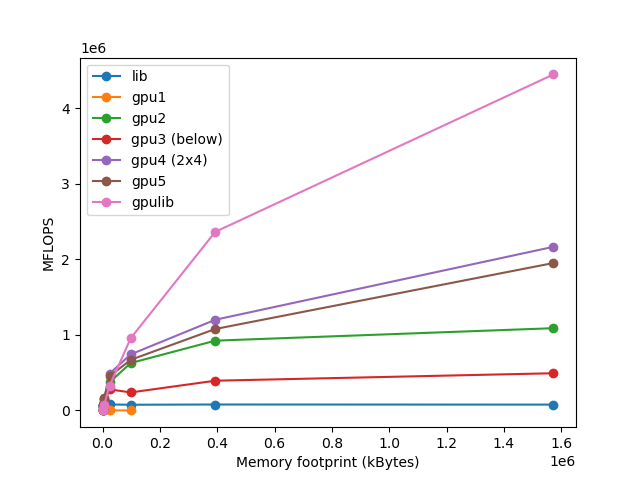 1e6
MFLOPS
4
3
2
1
0
lib
gpu1
gpu2
gpu3 (below)
gpu4 (2x4)
gpu5
gpulib
0.0 0.2 0.4 0.6 0.8 1.0 1.2 1.4 1.6
Memory footprint (kBytes)
1e6